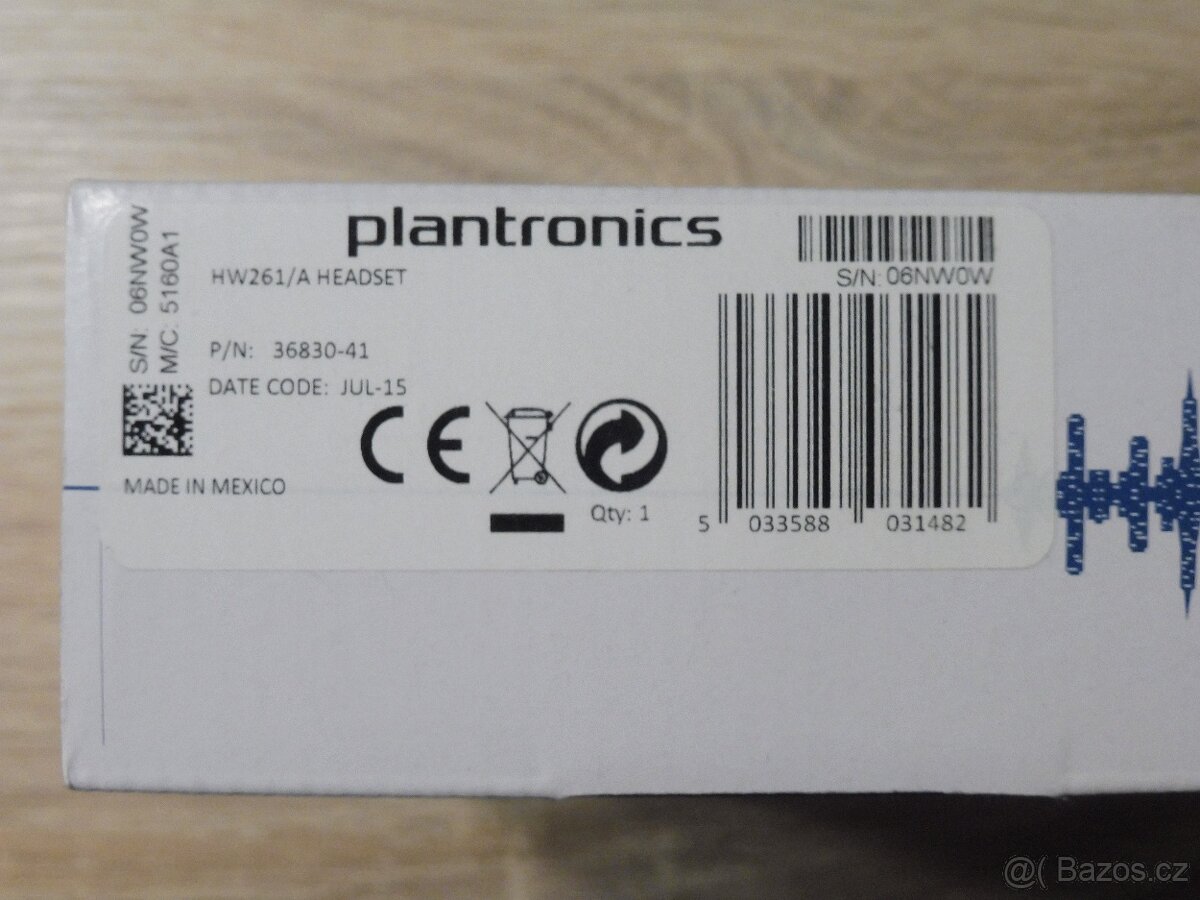 plantronics
HW261/A HEADSET
S/N: 06NW0W
S/N: 06NW0W
M/C: 5160A1
P/N: 36830-41
DATE CODE: JUL-15
CE
MADE IN MEXICO
Qty: 1
5 033588 031482
@( Bazos.cz